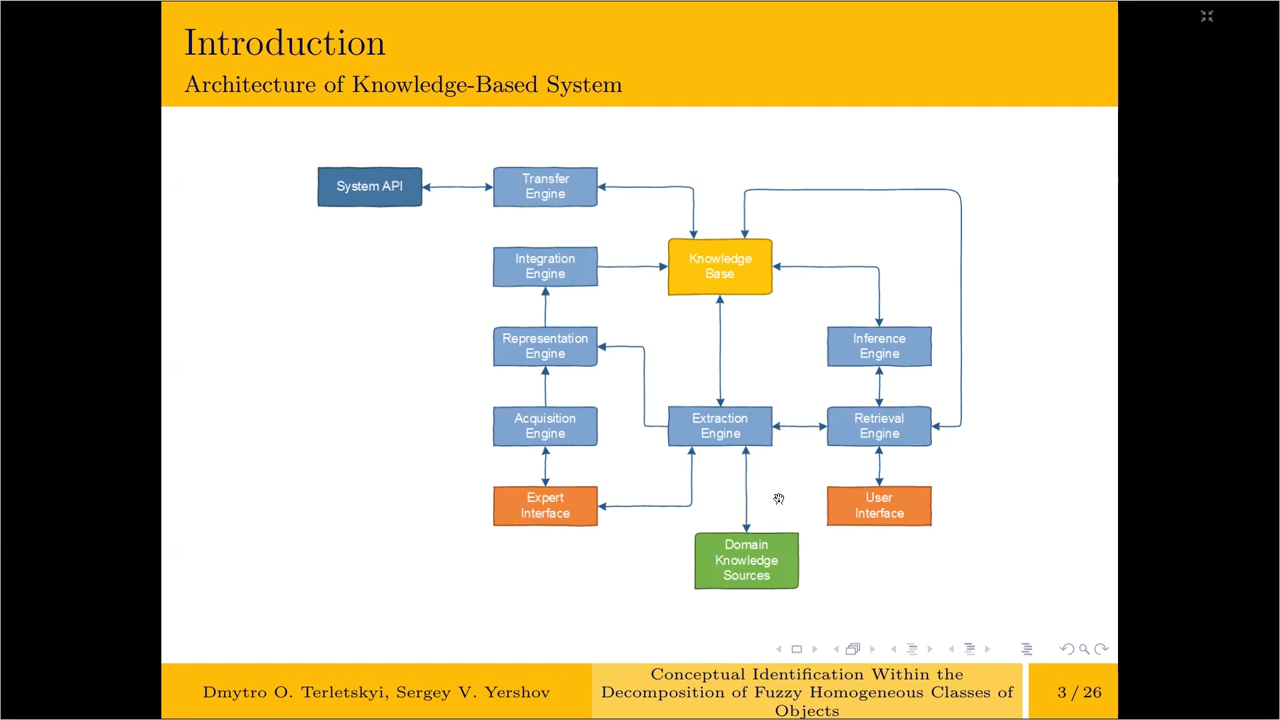 Introduction
Architecture of Knowledge-Based System
System API
Transfer
Engine
Integration
Engine
Knowledge
Base
Representation
Engine
Inference
Engine
Acquisition
Engine
Extraction
Engine
Retrieval
Engine
Expert
Interface
User
Interface
Domain
Knowledge
Sources
Dmytro O. Terletskyi, Sergey V. Yershov
Conceptual Identification Within the
Decomposition of Fuzzy Homogeneous Classes of
Objects
3 / 26